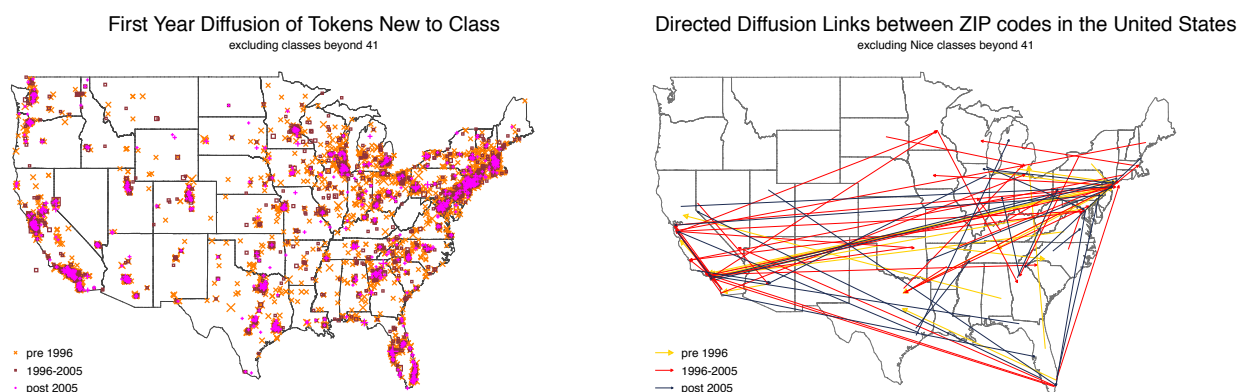 First Year Diffusion of Tokens New to Class
excluding classes beyond 41
pre 1996
1996-2005
post 2005
Directed Diffusion Links between ZIP codes in the United States
excluding Nice classes beyond 41
pre 1996
1996-2005
post 2005